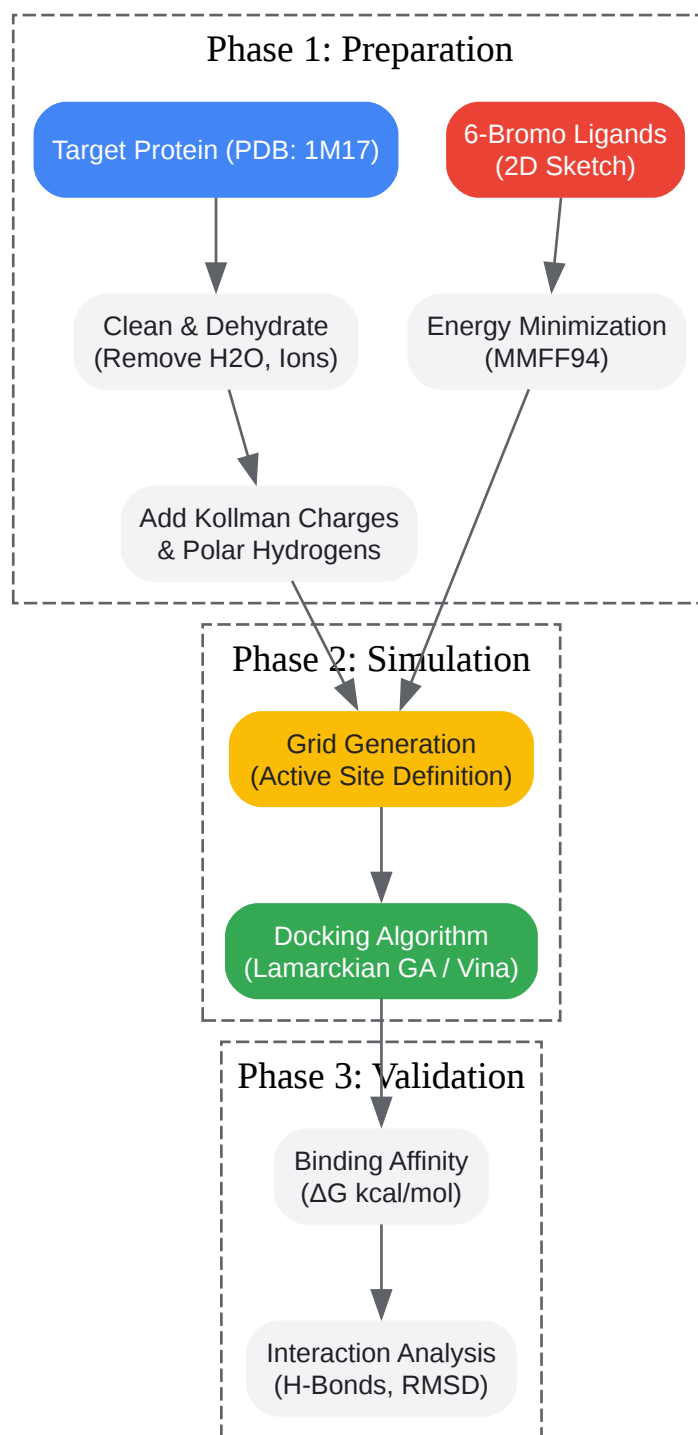 Phase 1: Preparation
Target Protein (PDB: 1M17)
6-Bromo Ligands
(2D Sketch)
Clean & Dehydrate
(Remove H2O, Ions)
Energy Minimization
(MMFF94)
Add Kollman Charges
& Polar Hydrogens
Phase 2: Simulation
Grid Generation
(Active Site Definition)
Docking Algorithm
(Lamarckian GA / Vina)
Phase 3: Validation
Binding Affinity
(ΔG kcal/mol)
Interaction Analysis
(H-Bonds, RMSD)